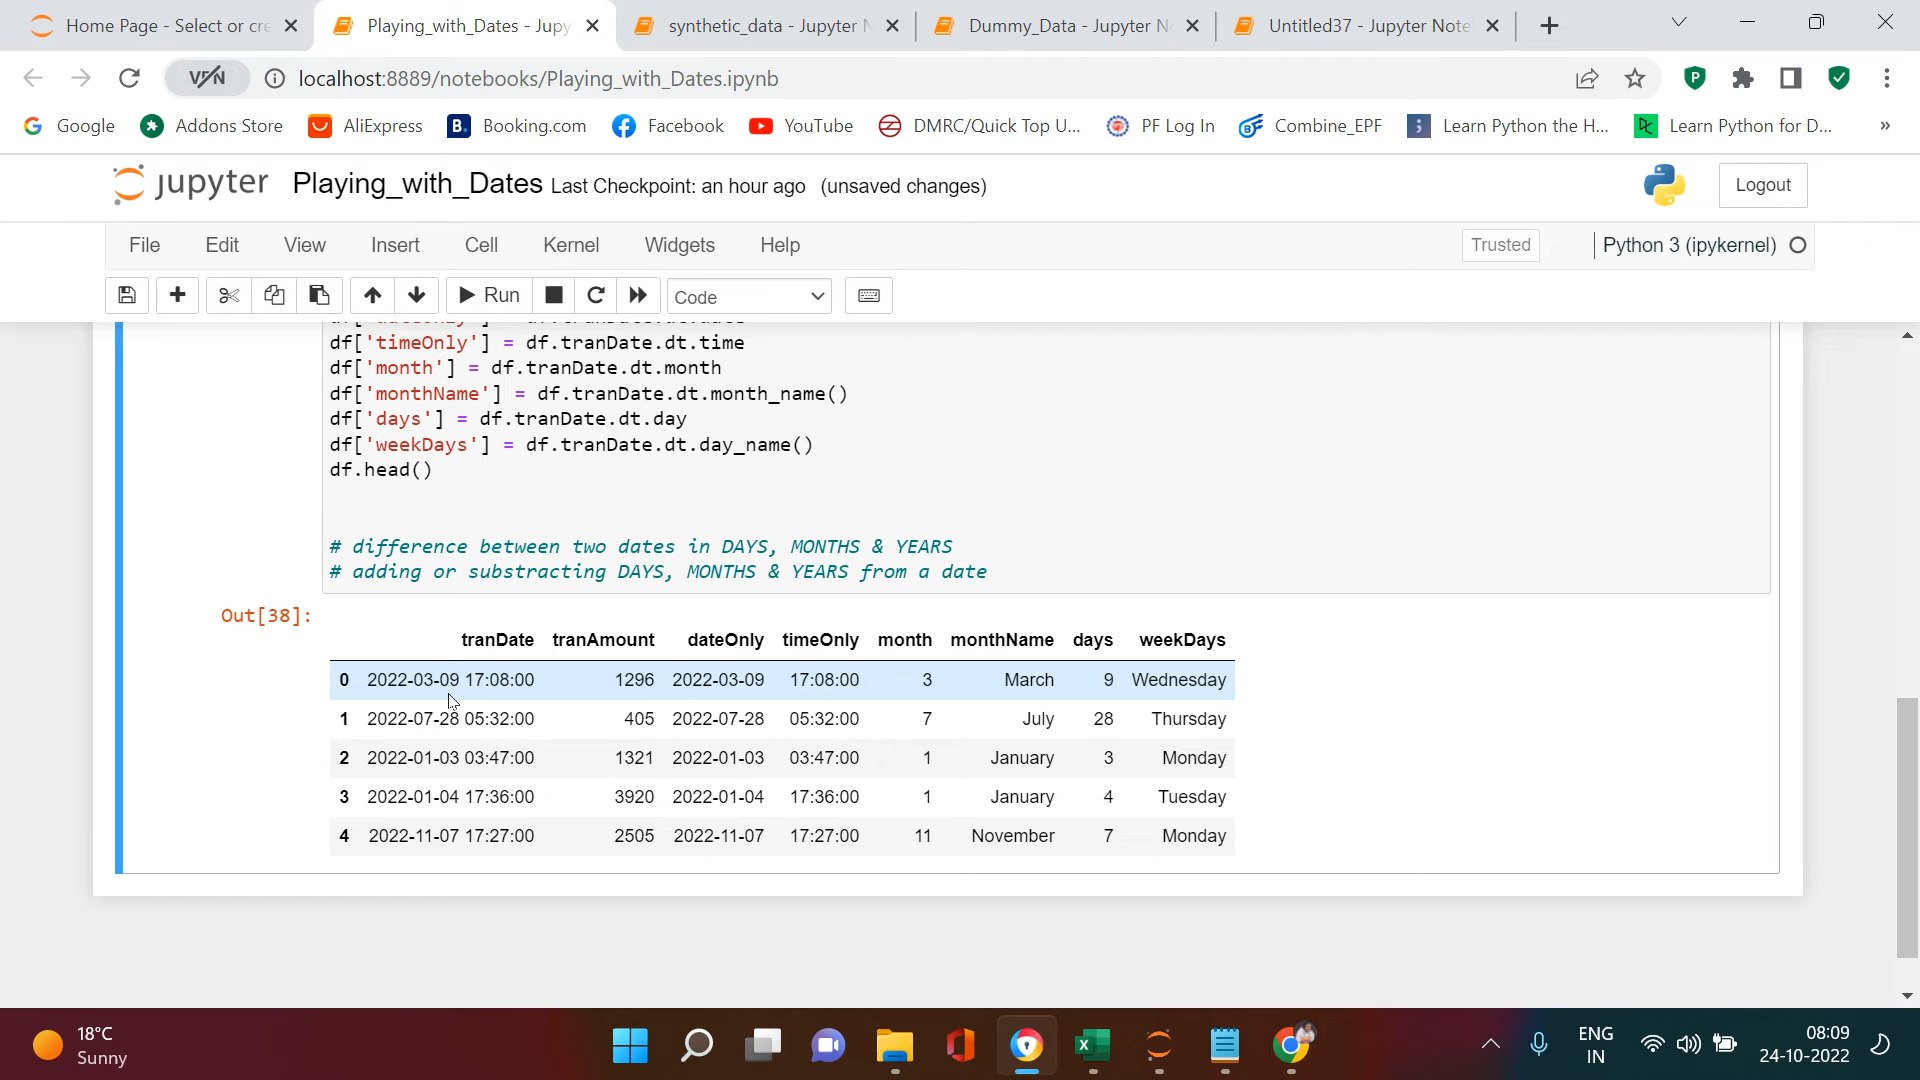 Home Page - Select or cre
Playing_with_Dates - Jupy
synthetic_data - Jupyter N
Dummy_Data - Jupyter N
Untitled37 - Jupyter Note
VPN
localhost:8889/notebooks/Playing_with_Dates.ipynb
Google
Addons Store
AliExpress
B. Booking.com
Facebook
YouTube
DMRC/Quick Top U...
PF Log In
Combine_EPF
Learn Python the H...
Learn Python for D...
»
jupyter Playing_with_Dates Last Checkpoint: an hour ago (unsaved changes)
Logout
File Edit View Insert Cell Kernel Widgets Help
Trusted
Python 3 (ipykernel)
Run
Code
df['timeOnly'] = df.tranDate.dt.time
df['month'] = df.tranDate.dt.month
df['monthName'] = df.tranDate.dt.month_name()
df['days'] = df.tranDate.dt.day
df['weekDays'] = df.tranDate.dt.day_name()
df.head()
# difference between two dates in DAYS, MONTHS & YEARS
# adding or substracting DAYS, MONTHS & YEARS from a date
Out[38]:
tranDate tranAmount dateOnly timeOnly month monthName days weekDays
0 2022-03-09 17:08:00 1296 2022-03-09 17:08:00 3 March 9 Wednesday
1 2022-07-28 05:32:00 405 2022-07-28 05:32:00 7 July 28 Thursday
2 2022-01-03 03:47:00 1321 2022-01-03 03:47:00 1 January 3 Monday
3 2022-01-04 17:36:00 3920 2022-01-04 17:36:00 1 January 4 Tuesday
4 2022-11-07 17:27:00 2505 2022-11-07 17:27:00 11 November 7 Monday
18°C
Sunny
ENG
IN
08:09
24-10-2022